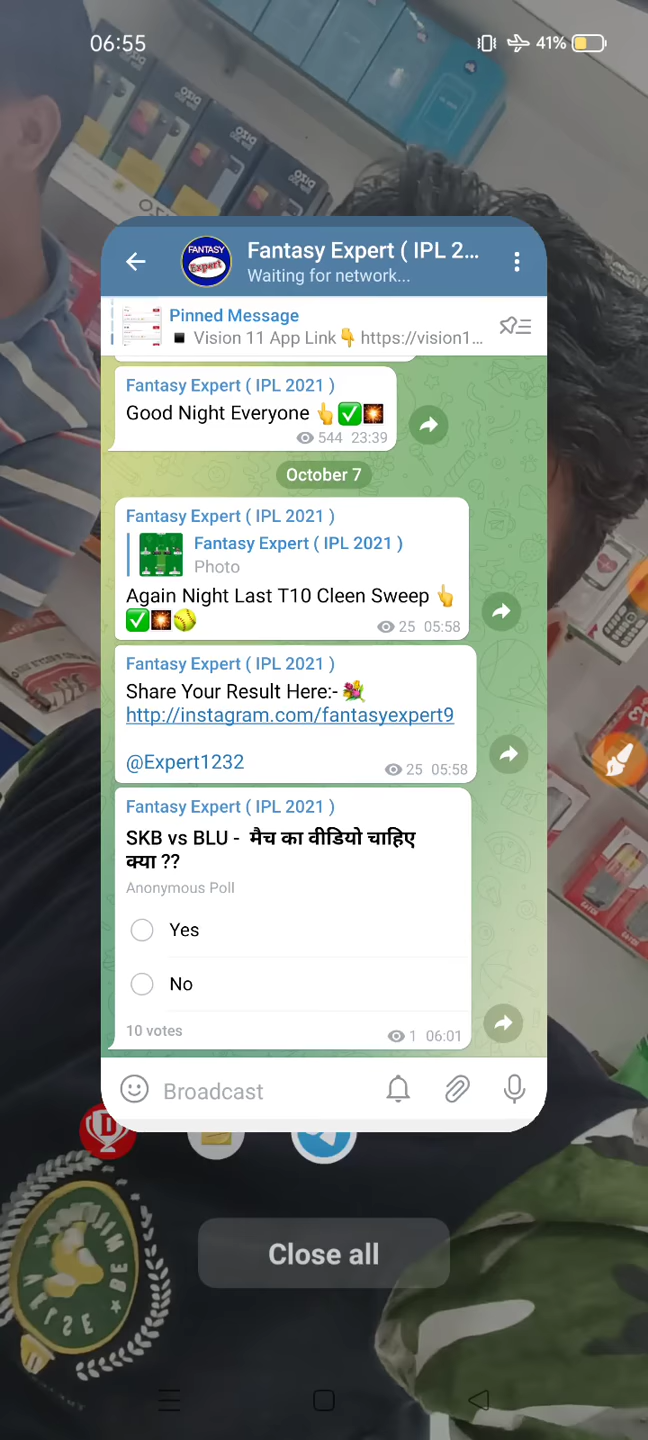 06:55
41%
FANTASY
Expert
Fantasy Expert ( IPL 2...
Waiting for network...
Pinned Message
▪️ Vision 11 App Link👇 https://vision1...
Fantasy Expert ( IPL 2021 )
Good Night Everyone 👆✅💥
544 23:39
October 7
Fantasy Expert ( IPL 2021 )
Fantasy Expert ( IPL 2021 )
Photo
Again Night Last T10 Cleen Sweep 👆
✅💥🥎
25 05:58
Fantasy Expert ( IPL 2021 )
Share Your Result Here:- 💐
http://instagram.com/fantasyexpert9
@Expert1232
25 05:58
Fantasy Expert ( IPL 2021 )
SKB vs BLU - मैच का वीडियो चाहिए
क्या ??
Anonymous Poll
Yes
No
10 votes
1 06:01
Broadcast
D
Close all